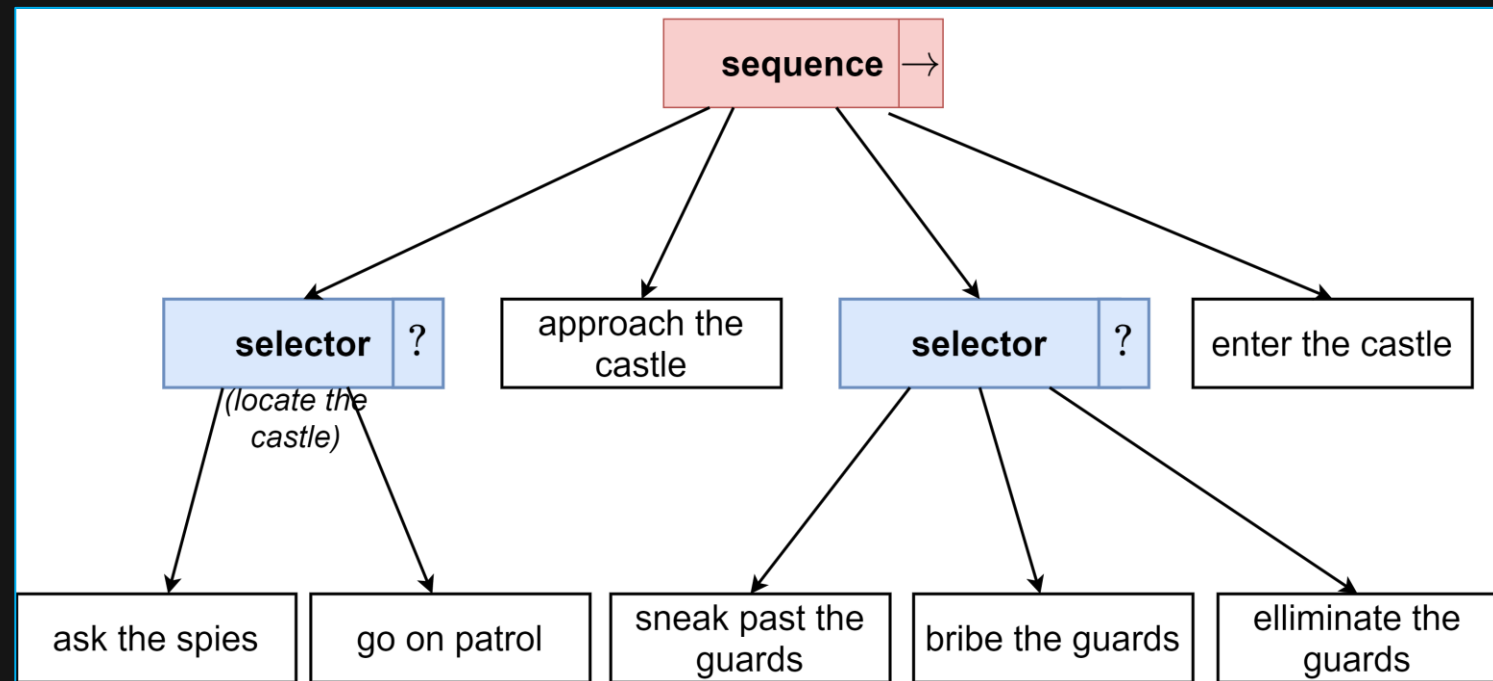 sequence →
selector ?
(locate the
castle)
approach the
castle
selector ?
enter the castle
ask the spies
go on patrol
sneak past the
guards
bribe the guards
elliminate the
guards